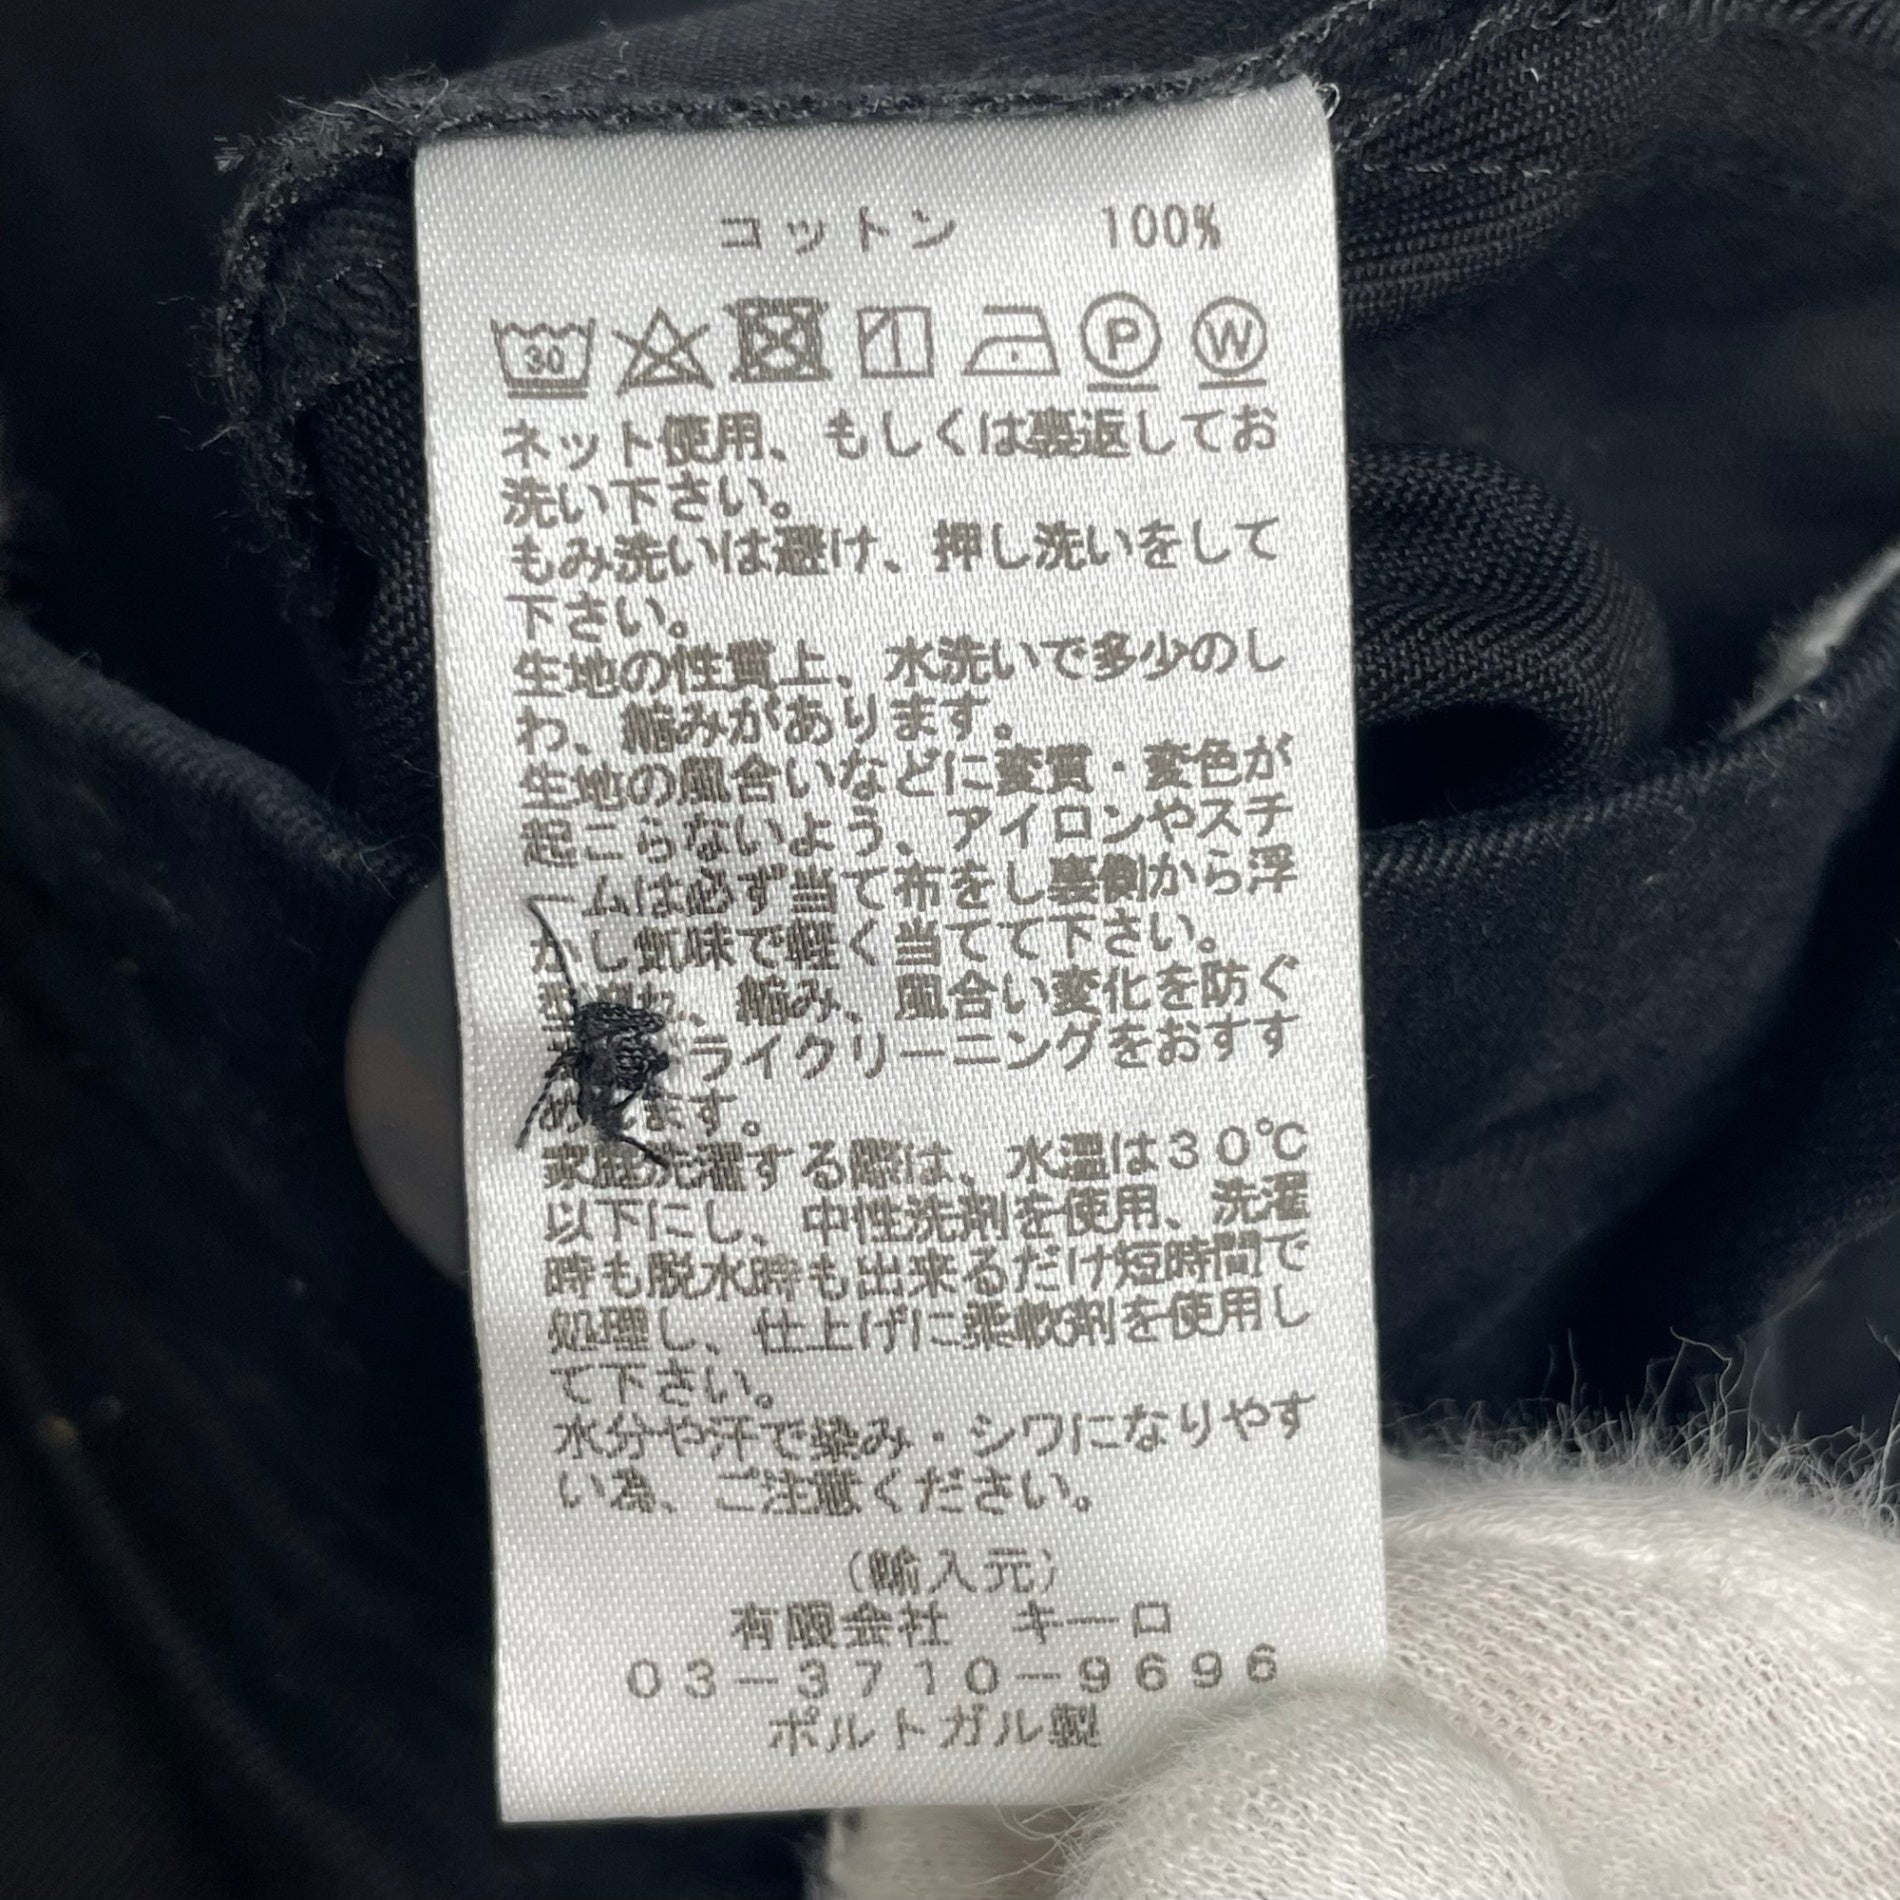 コットン 100%
30 P W
ネット使用、もしくは裏返してお
洗い下さい。
もみ洗いは避け、押し洗いをして
下さい。
生地の性質上、水洗いで多少のし
わ、縮みがあります。
生地の風合いなどに変質・変色が
起こらないよう、アイロンやスチ
ームは必ず当て布をし裏側から浮
かし気味で軽く当てて下さい。
縮み、風合い変化を防ぐ
ライクリーニングをおすす
めします。
家庭洗濯する際は、水温は30℃
以下にし、中性洗剤を使用、洗濯
時も脱水時も出来るだけ短時間で
処理し、仕上げに柔軟剤を使用し
て下さい。
水分や汗で染み・シワになりやす
い為、ご注意ください。
(輸入元)
有限会社 キーロ
03-3710-9696
ポルトガル製